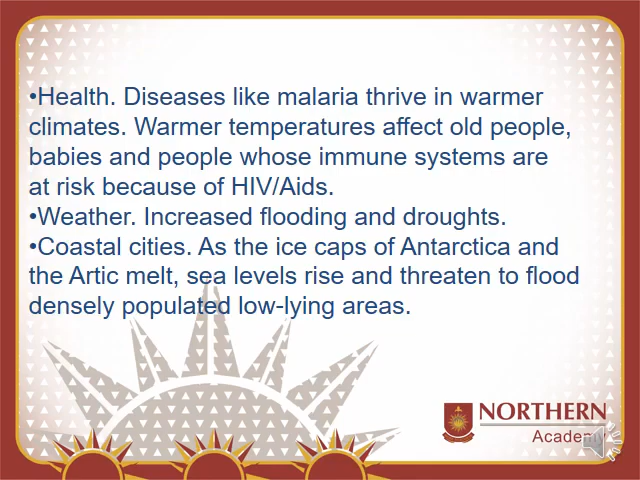 •Health. Diseases like malaria thrive in warmer
climates. Warmer temperatures affect old people,
babies and people whose immune systems are
at risk because of HIV/Aids.
•Weather. Increased flooding and droughts.
•Coastal cities. As the ice caps of Antarctica and
the Artic melt, sea levels rise and threaten to flood
densely populated low-lying areas.
NORTHERN
Academy